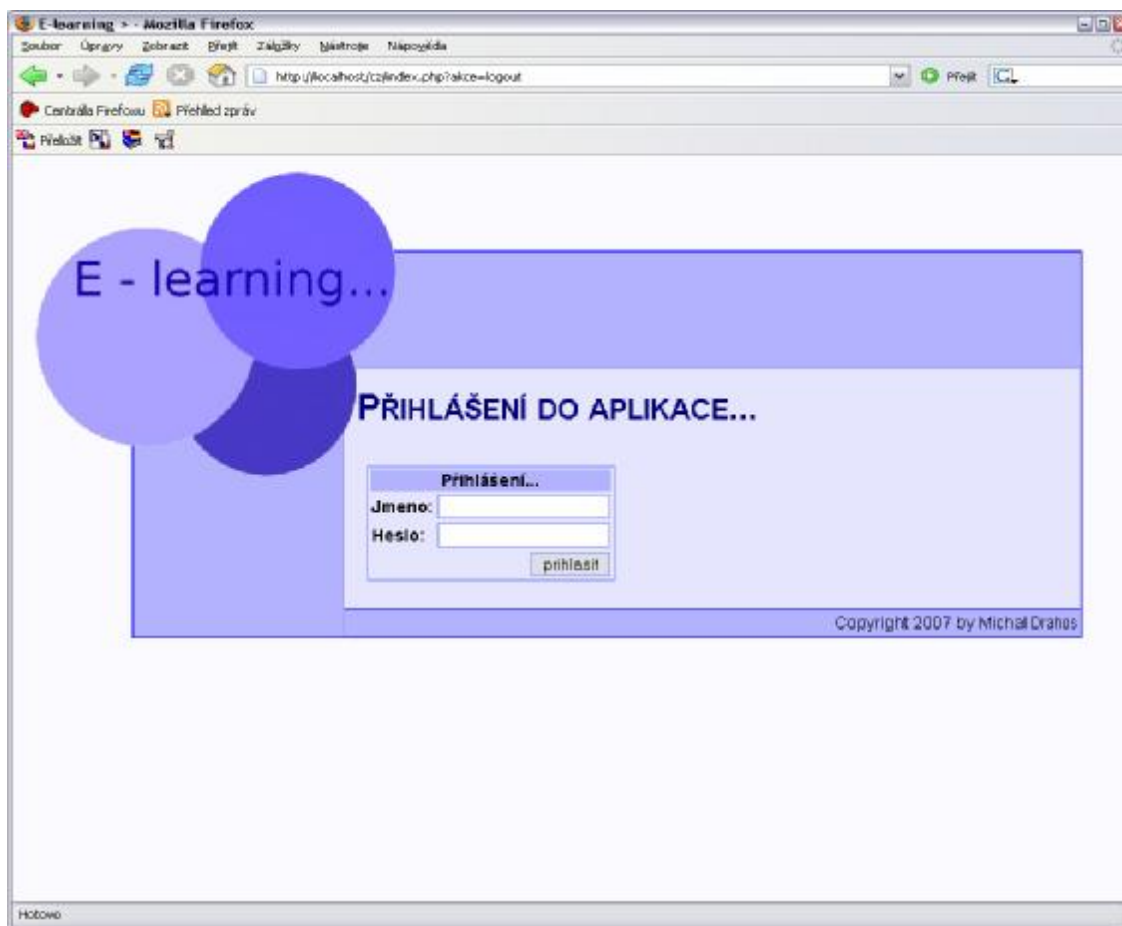 E-learning > - Mozilla Firefox
Soubor Úpravy Zobrazit Přejít Záložky Nástroje Nápověda
http://localhost/cz/index.php?akce=logout Přejít
Centrála Firefoxu Přehled zpráv
Přeložit
E - learning...
PŘIHLÁŠENÍ DO APLIKACE...
Přihlášení...
Jmeno:
Heslo:
prihlasit
Copyright 2007 by Michal Drahos
Hotovo